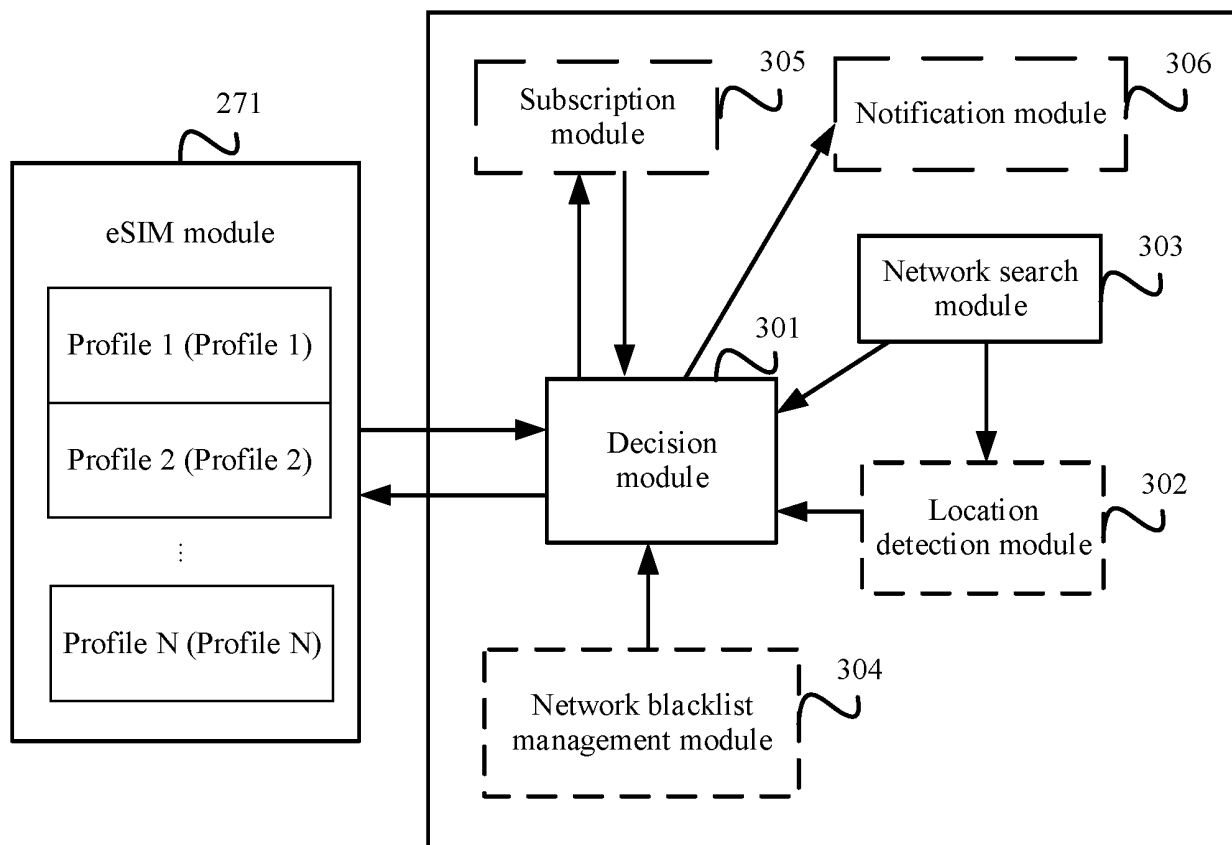 305
Subscription
module
306
Notification module
271
eSIM module
Profile 1 (Profile 1)
Profile 2 (Profile 2)
⋮
Profile N (Profile N)
303
Network search
module
301
Decision
module
302
Location
detection module
304
Network blacklist
management module